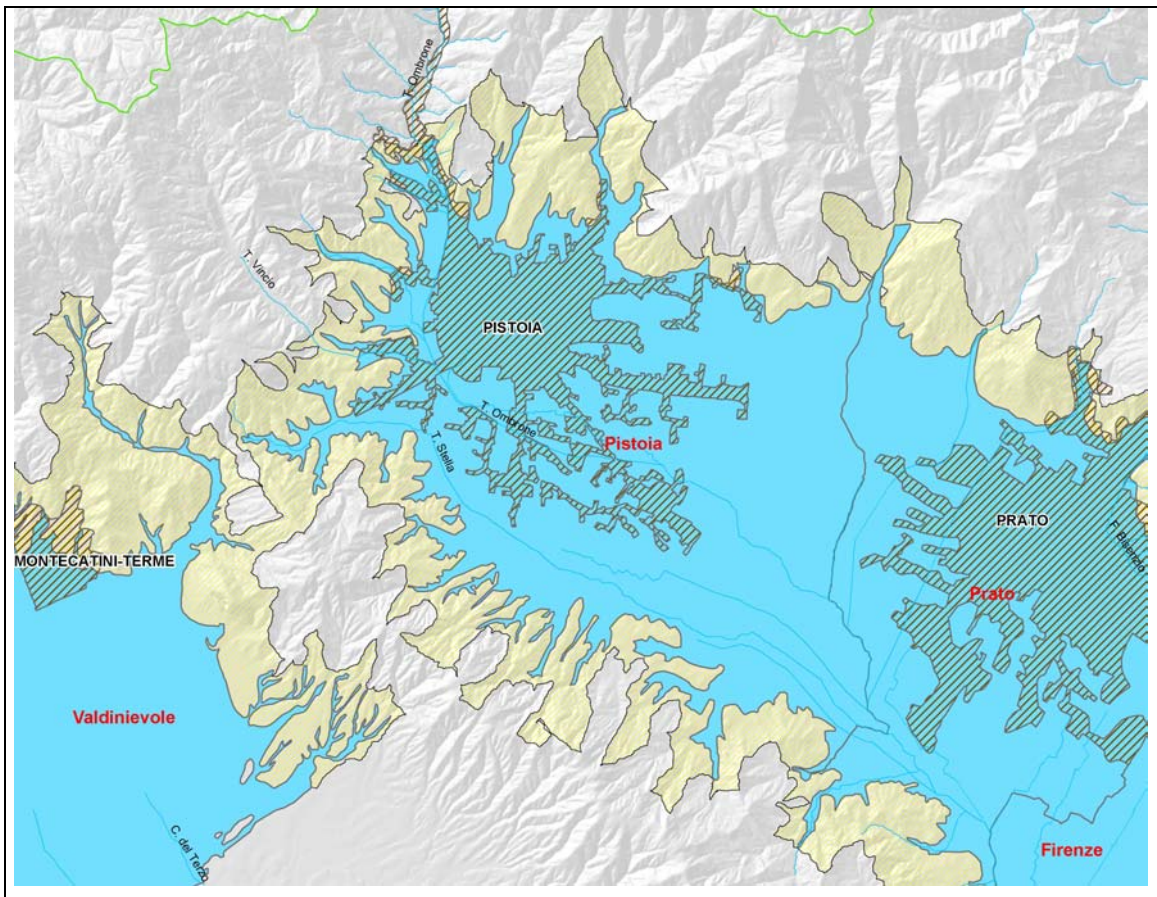 T. Ombrone
T. Vincio
PISTOIA
T. Ombrone
Pistoia
T. Stella
PRATO
F. Bisenzio
MONTECATINI-TERME
Prato
Valdinievole
C. del Terzo
Firenze